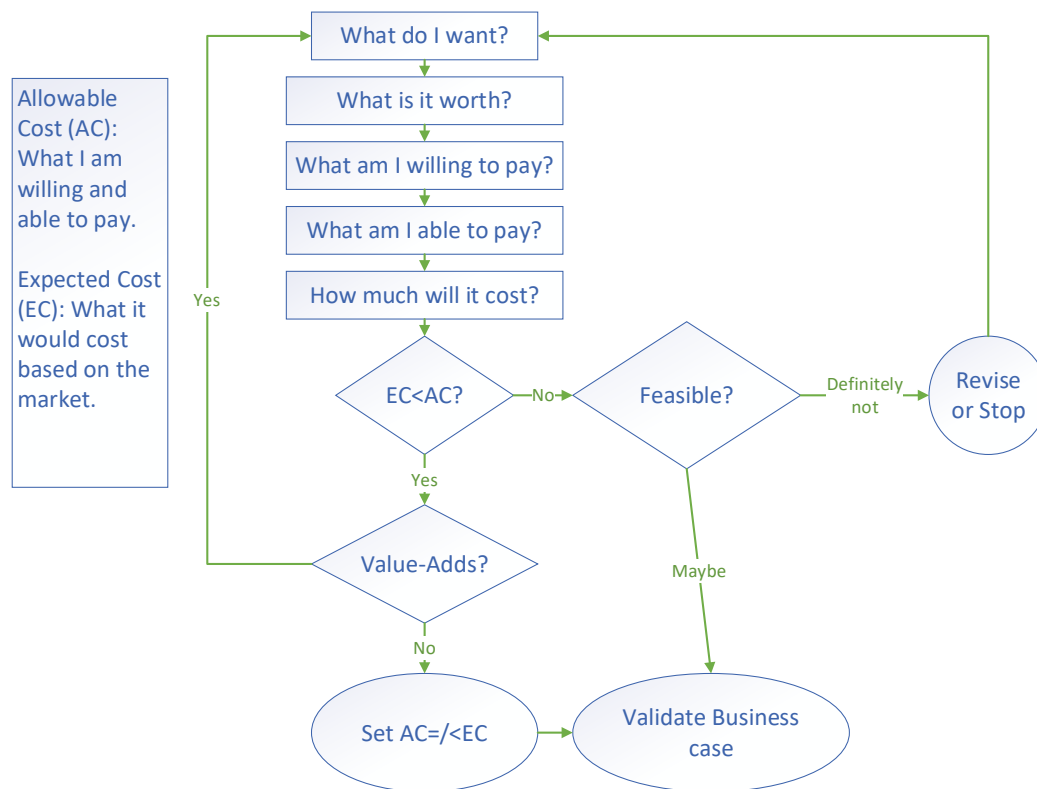 What do I want?
Allowable
Cost (AC):
What I am
willing and
able to pay.
Expected Cost
(EC): What it
would cost
based on the
market.
What is it worth?
What am I willing to pay?
What am I able to pay?
How much will it cost?
Yes
EC<AC?
No
Feasible?
Definitely
not
Revise
or Stop
Yes
Value-Adds?
Maybe
No
Set AC=/<EC
Validate Business
case